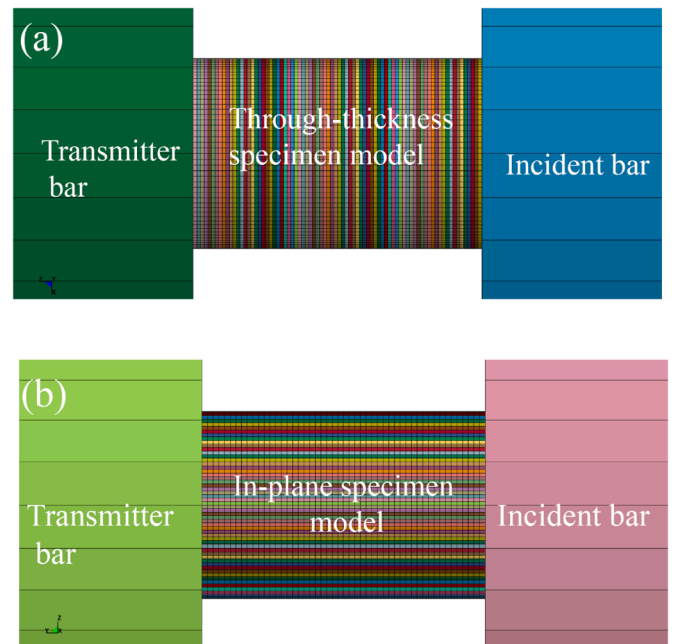 (a)
Through-thickness
specimen model
Transmitter
bar
Incident bar
(b)
In-plane specimen
model
Transmitter
bar
Incident bar